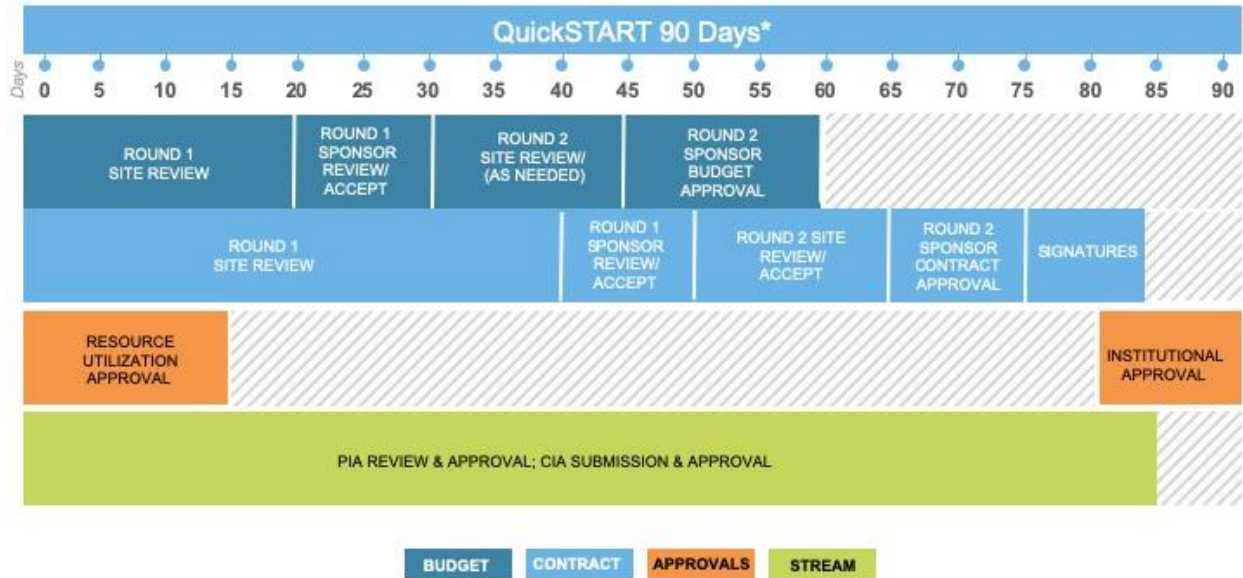 QuickSTART 90 Days*
Days
0 5 10 15 20 25 30 35 40 45 50 55 60 65 70 75 80 85 90
ROUND 1
SITE REVIEW
ROUND 1
SPONSOR
REVIEW/
ACCEPT
ROUND 2
SITE REVIEW/
(AS NEEDED)
ROUND 2
SPONSOR
BUDGET
APPROVAL
ROUND 1
SITE REVIEW
ROUND 1
SPONSOR
REVIEW/
ACCEPT
ROUND 2 SITE
REVIEW/
ACCEPT
ROUND 2
SPONSOR
CONTRACT
APPROVAL
SIGNATURES
RESOURCE
UTILIZATION
APPROVAL
INSTITUTIONAL
APPROVAL
PIA REVIEW & APPROVAL; CIA SUBMISSION & APPROVAL
BUDGET
CONTRACT
APPROVALS
STREAM